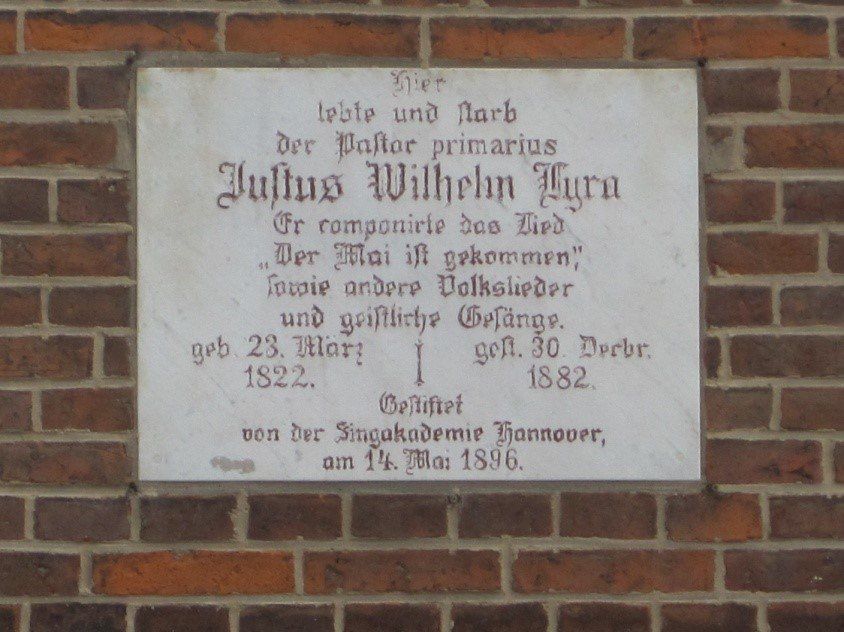 Hier
lebte und starb
der Pastor primarius
Justus Wilhelm Lyra
Er componirte das Lied
„Der Mai ist gekommen,"
sowie andere Volkslieder
und geistliche Gesänge.
geb. 23. März gest. 30. Decbr.
1822. 1882.
Gestiftet
von der Singakademie Hannover,
am 14. Mai 1896.